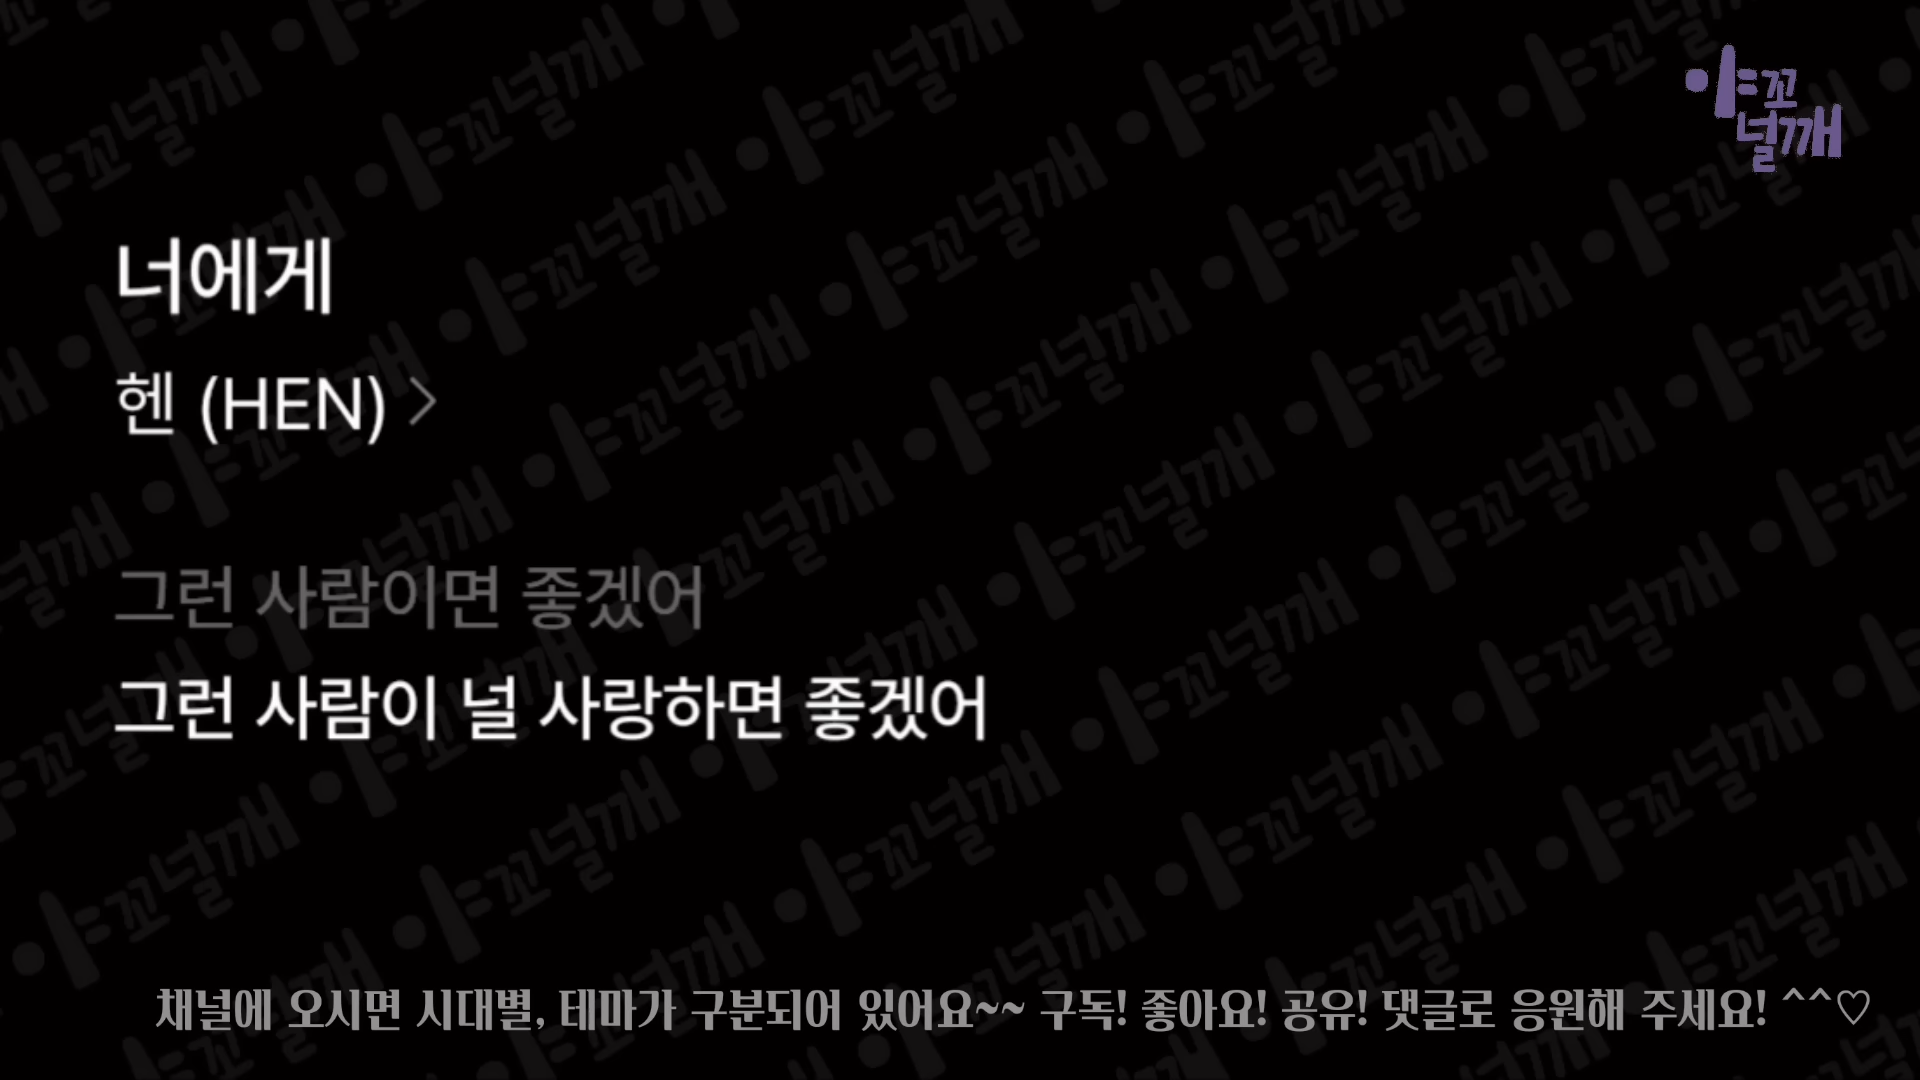 야꼬
널깨
너에게
헨 (HEN) >
그런 사람이면 좋겠어
그런 사람이 널 사랑하면 좋겠어
채널에 오시면 시대별, 테마가 구분되어 있어요~~ 구독! 좋아요! 공유! 댓글로 응원해 주세요! ^^♡